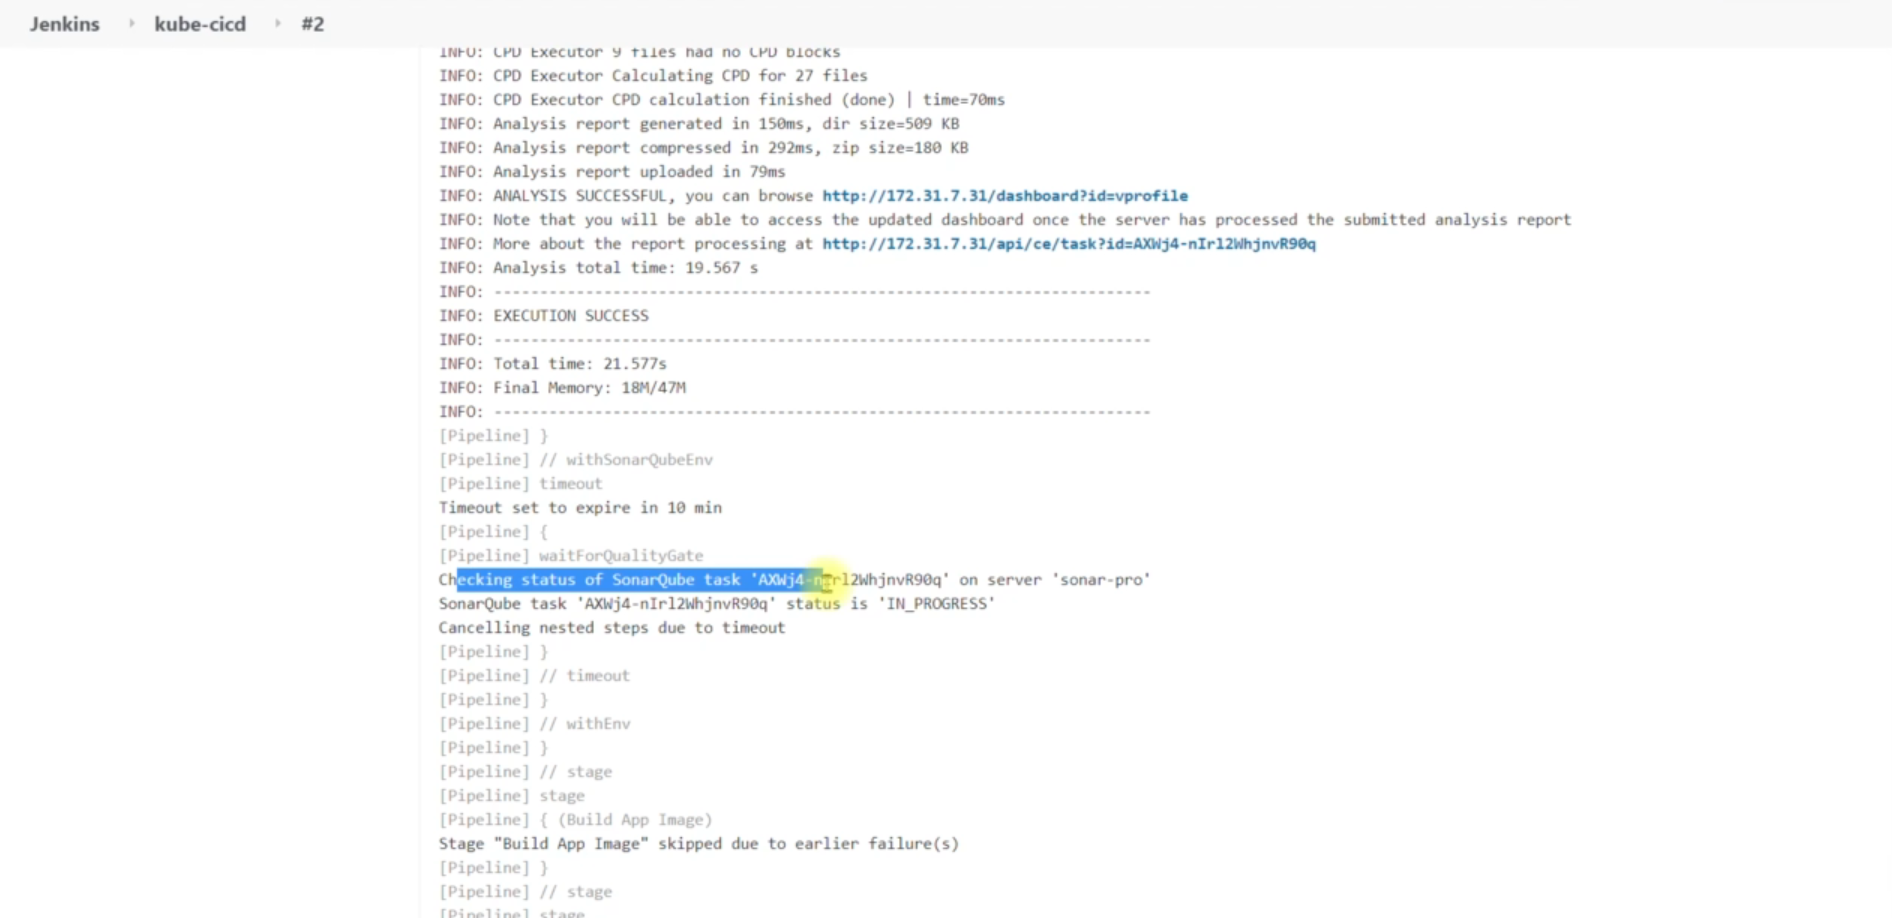 Jenkins › kube-cicd › #2
INFO: CPD Executor 9 files had no CPD blocks
INFO: CPD Executor Calculating CPD for 27 files
INFO: CPD Executor CPD calculation finished (done) | time=70ms
INFO: Analysis report generated in 150ms, dir size=509 KB
INFO: Analysis report compressed in 292ms, zip size=180 KB
INFO: Analysis report uploaded in 79ms
INFO: ANALYSIS SUCCESSFUL, you can browse http://172.31.7.31/dashboard?id=vprofile
INFO: Note that you will be able to access the updated dashboard once the server has processed the submitted analysis report
INFO: More about the report processing at http://172.31.7.31/api/ce/task?id=AXWj4-nIrl2WhjnvR90q
INFO: Analysis total time: 19.567 s
INFO: ------------------------------------------------------------------------
INFO: EXECUTION SUCCESS
INFO: ------------------------------------------------------------------------
INFO: Total time: 21.577s
INFO: Final Memory: 18M/47M
INFO: ------------------------------------------------------------------------
[Pipeline] }
[Pipeline] // withSonarQubeEnv
[Pipeline] timeout
Timeout set to expire in 10 min
[Pipeline] {
[Pipeline] waitForQualityGate
Checking status of SonarQube task 'AXWj4-nIrl2WhjnvR90q' on server 'sonar-pro'
SonarQube task 'AXWj4-nIrl2WhjnvR90q' status is 'IN_PROGRESS'
Cancelling nested steps due to timeout
[Pipeline] }
[Pipeline] // timeout
[Pipeline] }
[Pipeline] // withEnv
[Pipeline] }
[Pipeline] // stage
[Pipeline] stage
[Pipeline] { (Build App Image)
Stage "Build App Image" skipped due to earlier failure(s)
[Pipeline] }
[Pipeline] // stage
[Pipeline] stage